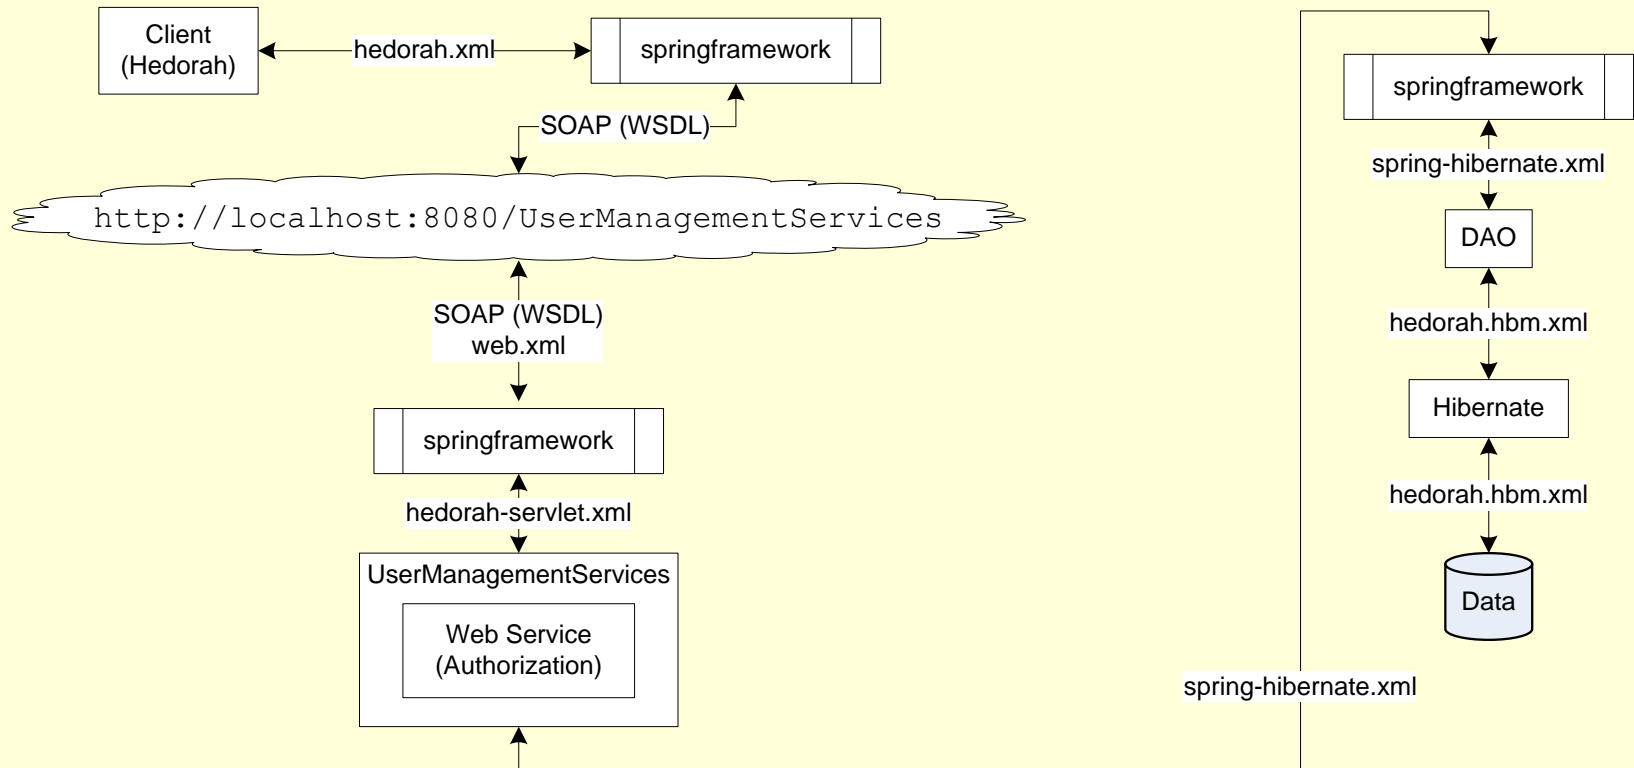 Client
(Hedorah)
hedorah.xml
springframework
SOAP (WSDL)
http://localhost:8080/UserManagementServices
SOAP (WSDL)
web.xml
springframework
hedorah-servlet.xml
UserManagementServices
Web Service
(Authorization)
springframework
spring-hibernate.xml
DAO
hedorah.hbm.xml
Hibernate
hedorah.hbm.xml
Data
spring-hibernate.xml